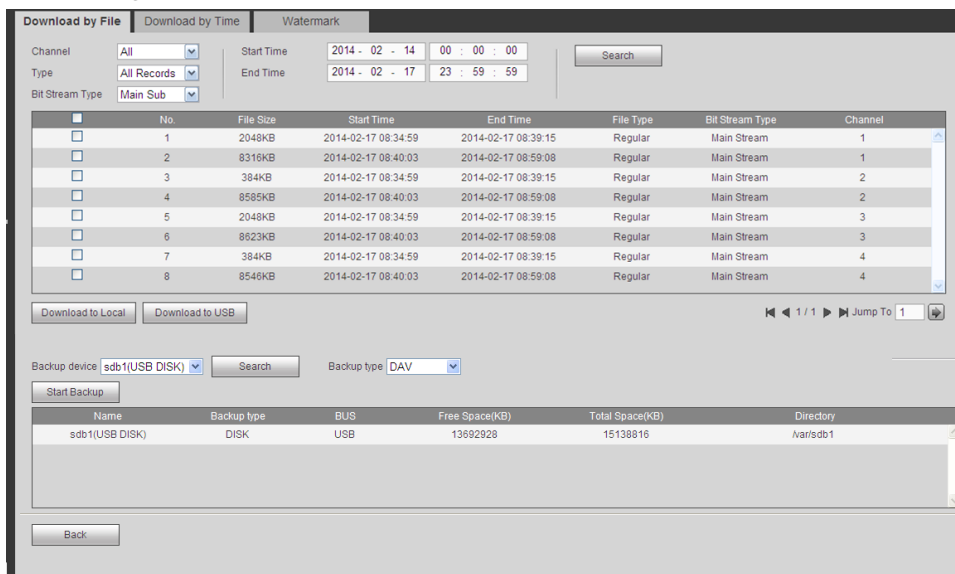 Download by File Download by Time Watermark
Channel All Start Time 2014 - 02 - 14 00 : 00 : 00 Search
Type All Records End Time 2014 - 02 - 17 23 : 59 : 59
Bit Stream Type Main Sub
No. File Size Start Time End Time File Type Bit Stream Type Channel
1 2048KB 2014-02-17 08:34:59 2014-02-17 08:39:15 Regular Main Stream 1
2 8316KB 2014-02-17 08:40:03 2014-02-17 08:59:08 Regular Main Stream 1
3 384KB 2014-02-17 08:34:59 2014-02-17 08:39:15 Regular Main Stream 2
4 8585KB 2014-02-17 08:40:03 2014-02-17 08:59:08 Regular Main Stream 2
5 2048KB 2014-02-17 08:34:59 2014-02-17 08:39:15 Regular Main Stream 3
6 8623KB 2014-02-17 08:40:03 2014-02-17 08:59:08 Regular Main Stream 3
7 384KB 2014-02-17 08:34:59 2014-02-17 08:39:15 Regular Main Stream 4
8 8546KB 2014-02-17 08:40:03 2014-02-17 08:59:08 Regular Main Stream 4
Download to Local Download to USB 1 / 1 Jump To 1
Backup device sdb1(USB DISK) Search Backup type DAV
Start Backup
Name Backup type BUS Free Space(KB) Total Space(KB) Directory
sdb1(USB DISK) DISK USB 13692928 15138816 /var/sdb1
Back